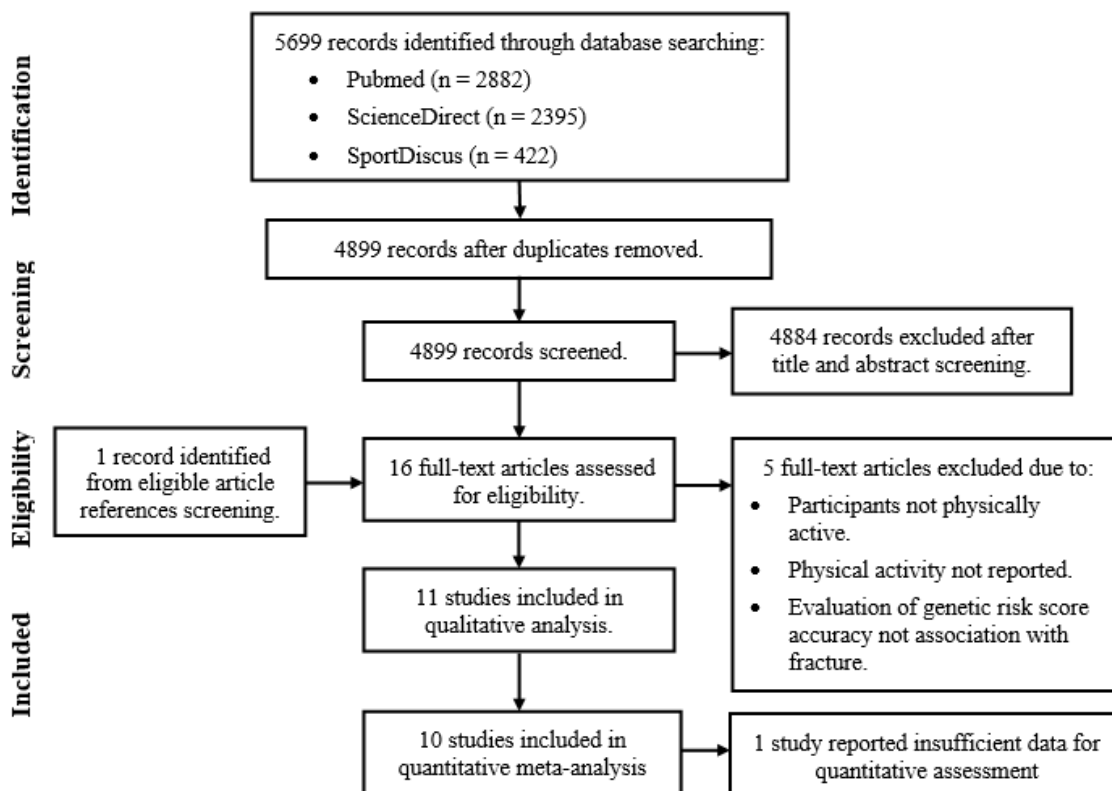 Identification
5699 records identified through database searching:
• Pubmed (n = 2882)
• ScienceDirect (n = 2395)
• SportDiscus (n = 422)
4899 records after duplicates removed.
Screening
4899 records screened.
4884 records excluded after
title and abstract screening.
Eligibility
1 record identified
from eligible article
references screening.
16 full-text articles assessed
for eligibility.
5 full-text articles excluded due to:
• Participants not physically
active.
• Physical activity not reported.
• Evaluation of genetic risk score
accuracy not association with
fracture.
Included
11 studies included in
qualitative analysis.
10 studies included in
quantitative meta-analysis
1 study reported insufficient data for
quantitative assessment